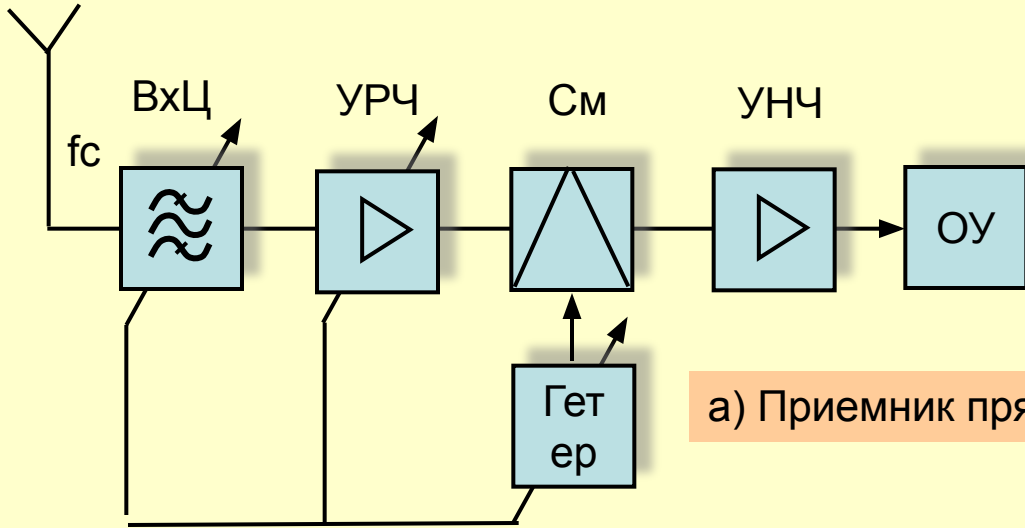 ВхЦ УРЧ См УНЧ
fc
ОУ
Гет
ер
а) Приемник пря